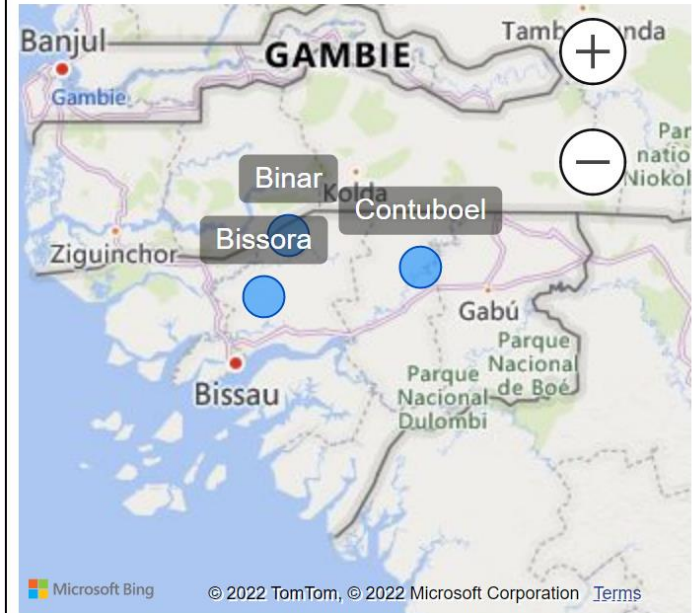 Banjul
GAMBIE
Gambie
+
−
Binar
Kolda
Contuboel
Bissora
Ziguinchor
Gabú
Parque
Nacional
de Boé
Parque
Nacional
Dulombi
Bissau
Microsoft Bing
© 2022 TomTom, © 2022 Microsoft Corporation Terms